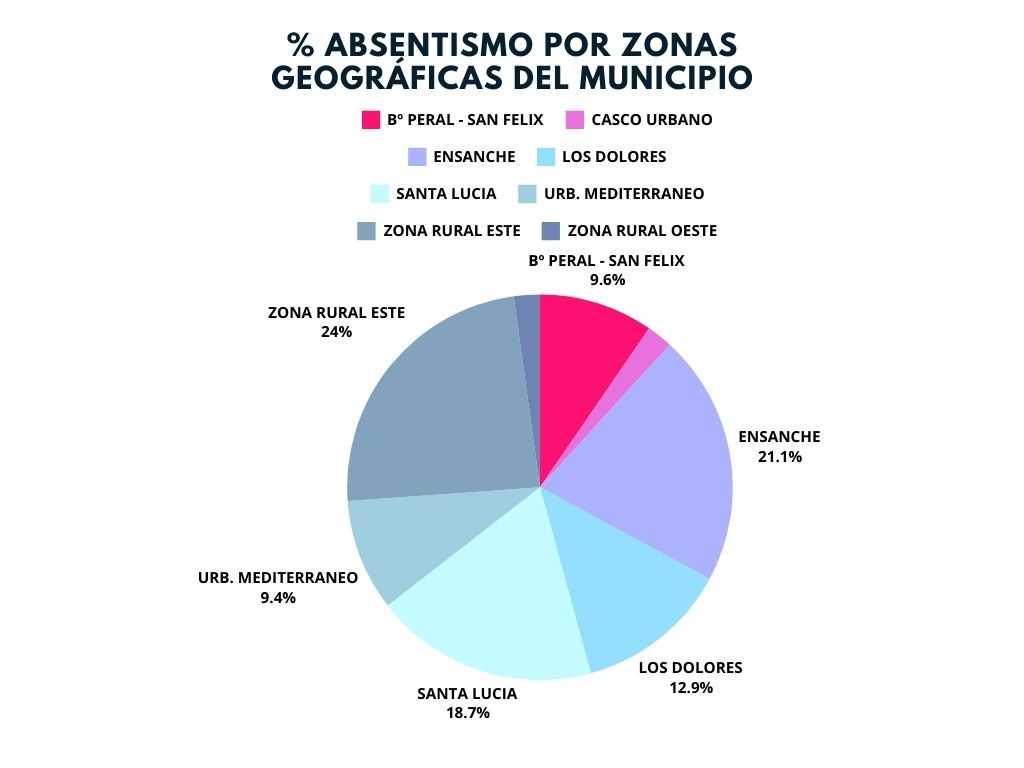 % ABSENTISMO POR ZONAS
GEOGRÁFICAS DEL MUNICIPIO
Bº PERAL - SAN FELIX CASCO URBANO
ENSANCHE LOS DOLORES
SANTA LUCIA URB. MEDITERRANEO
ZONA RURAL ESTE ZONA RURAL OESTE
Bº PERAL - SAN FELIX
9.6%
ZONA RURAL ESTE
24%
ENSANCHE
21.1%
URB. MEDITERRANEO
9.4%
LOS DOLORES
12.9%
SANTA LUCIA
18.7%